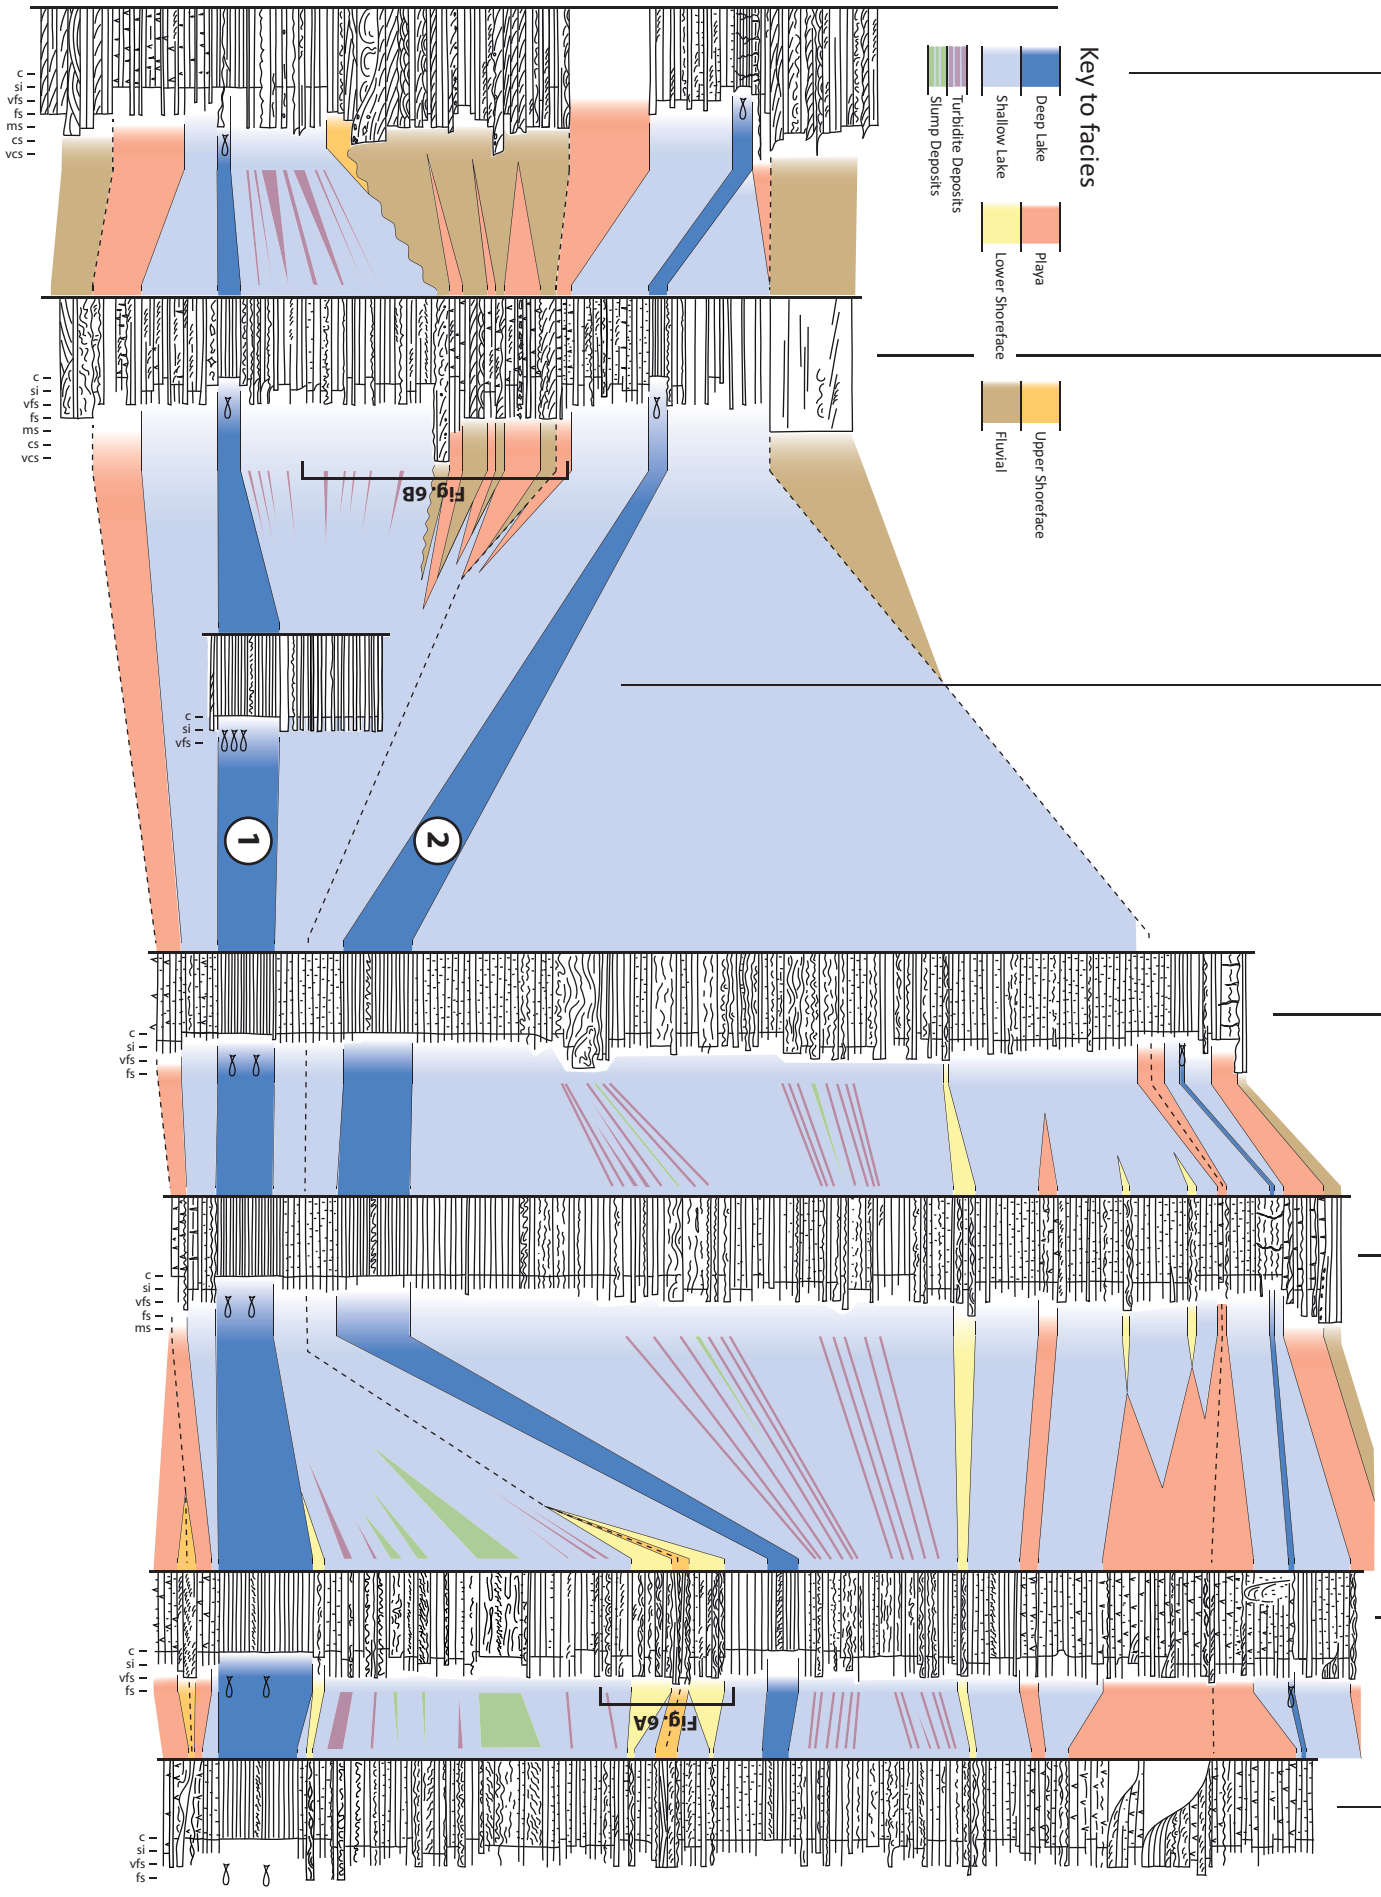 Key to facies
Deep Lake
Shallow Lake
Turbidite Deposits
Slump Deposits
Playa
Lower Shoreface
Upper Shoreface
Fluvial
c
si
vfs
fs
ms
cs
vcs
c
si
vfs
fs
ms
cs
vcs
Fig.6B
c
si
vfs
1
2
c
si
vfs
fs
c
si
vfs
fs
ms
c
si
vfs
fs
Fig.6A
c
si
vfs
fs